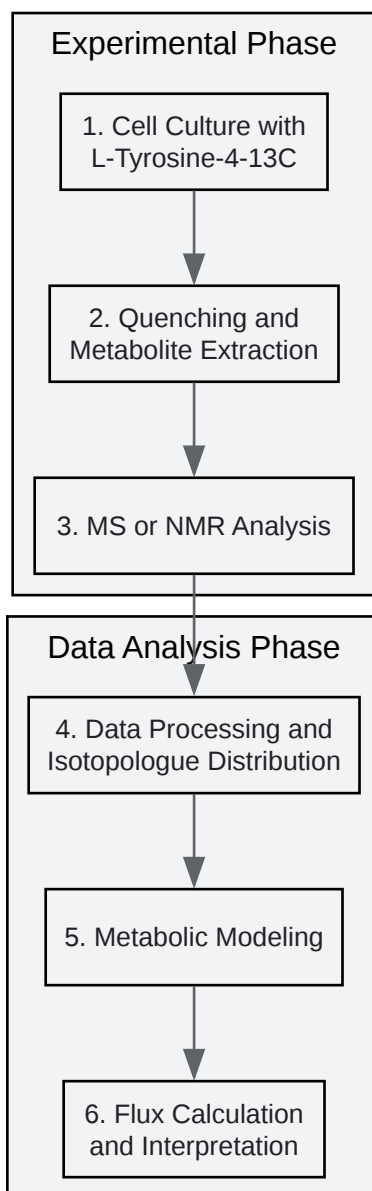 Experimental Phase
1. Cell Culture with
L-Tyrosine-4-13C
2. Quenching and
Metabolite Extraction
3. MS or NMR Analysis
Data Analysis Phase
4. Data Processing and
Isotopologue Distribution
5. Metabolic Modeling
6. Flux Calculation
and Interpretation